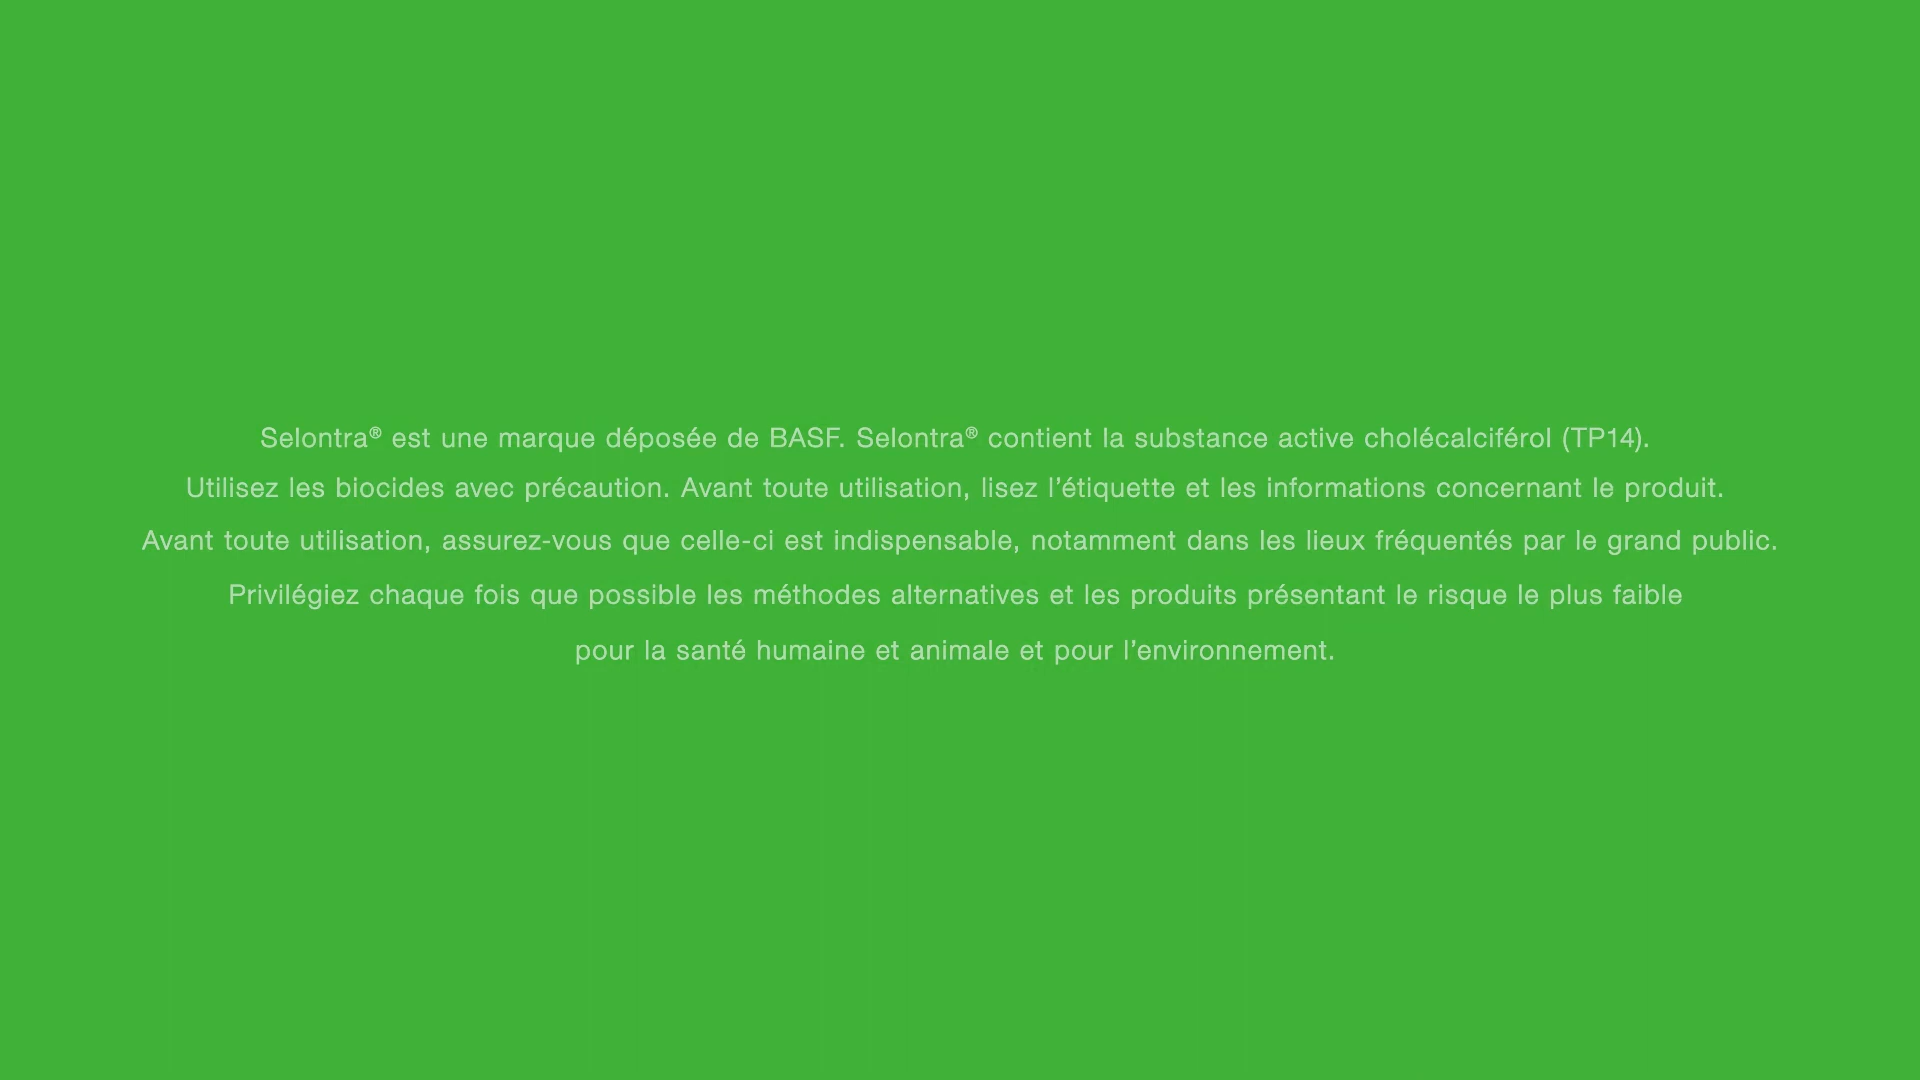 Selontra® est une marque déposée de BASF. Selontra® contient la substance active cholécalciférol (TP14).
Utilisez les biocides avec précaution. Avant toute utilisation, lisez l’étiquette et les informations concernant le produit.
Avant toute utilisation, assurez-vous que celle-ci est indispensable, notamment dans les lieux fréquentés par le grand public.
Privilégiez chaque fois que possible les méthodes alternatives et les produits présentant le risque le plus faible
pour la santé humaine et animale et pour l’environnement.